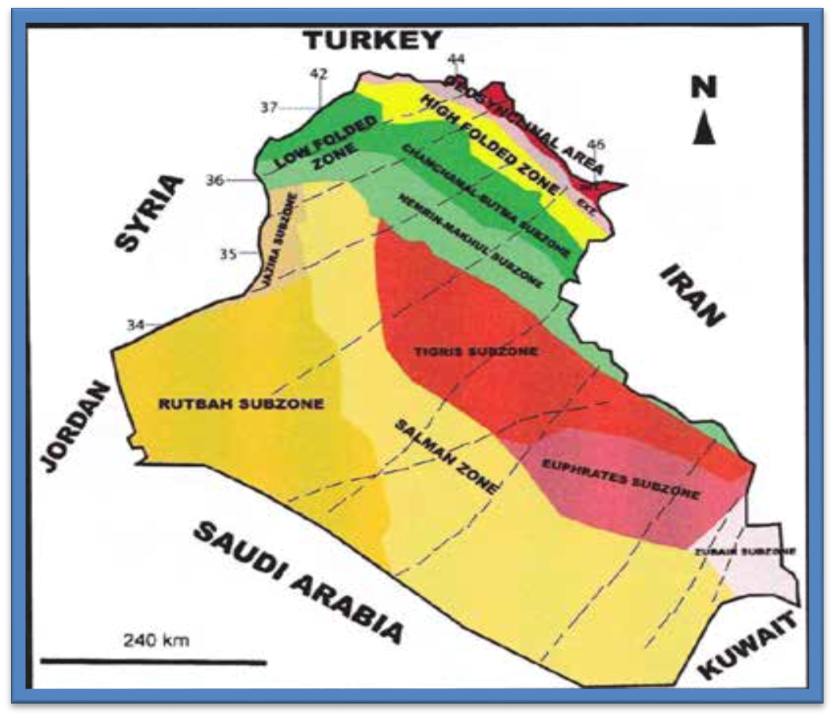 TURKEY
44
42
N
37
GEOSYNCLINAL AREA
HIGH FOLDED ZONE
46
LOW FOLDED
ZONE
CHAMCHAMAL-BUTMA SUBZONE
36
EXT.
HEMRIN-MAKHUL SUBZONE
SYRIA
JAZIRA SUBZONE
35
IRAN
34
TIGRIS SUBZONE
RUTBAH SUBZONE
JORDAN
SALMAN ZONE
EUPHRATES SUBZONE
ZUBAIR SUBZONE
SAUDI ARABIA
KUWAIT
240 km